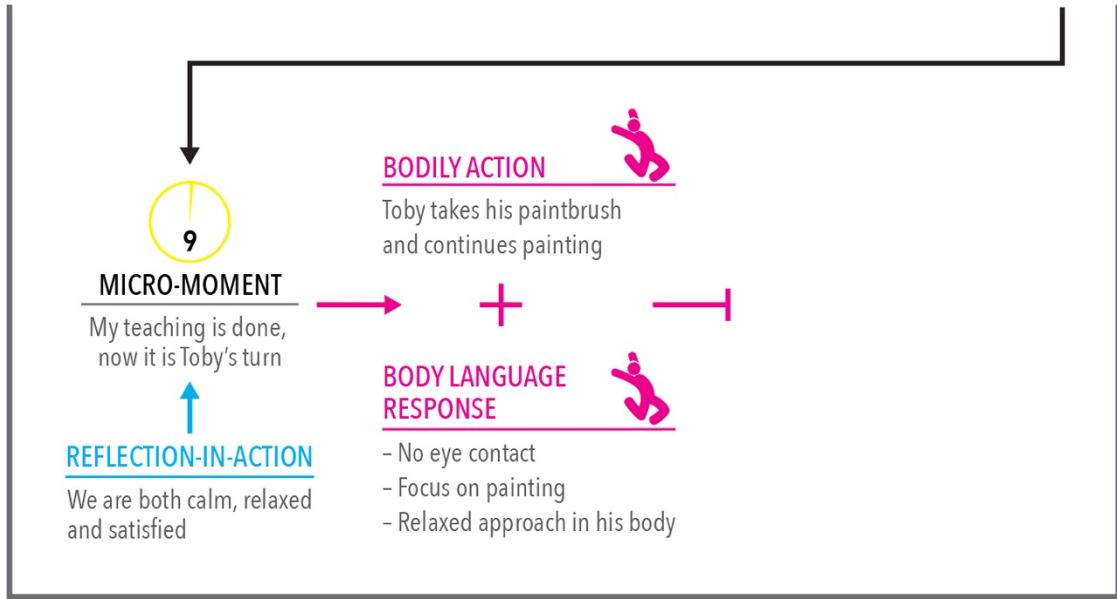 9
MICRO-MOMENT
My teaching is done,
now it is Toby's turn
REFLECTION-IN-ACTION
We are both calm, relaxed
and satisfied
BODILY ACTION
Toby takes his paintbrush
and continues painting
+
BODY LANGUAGE
RESPONSE
– No eye contact
– Focus on painting
– Relaxed approach in his body